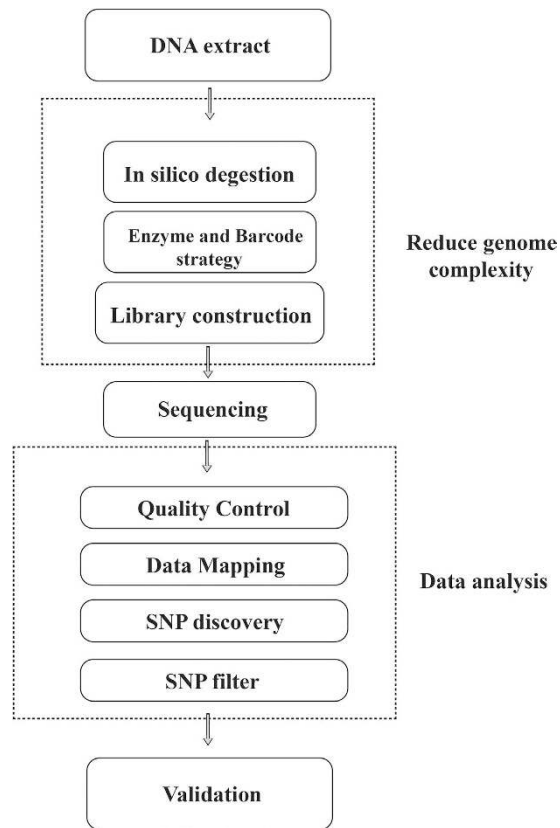 DNA extract
In silico degestion
Enzyme and Barcode
strategy
Library construction
Reduce genome
complexity
Sequencing
Quality Control
Data Mapping
SNP discovery
SNP filter
Data analysis
Validation